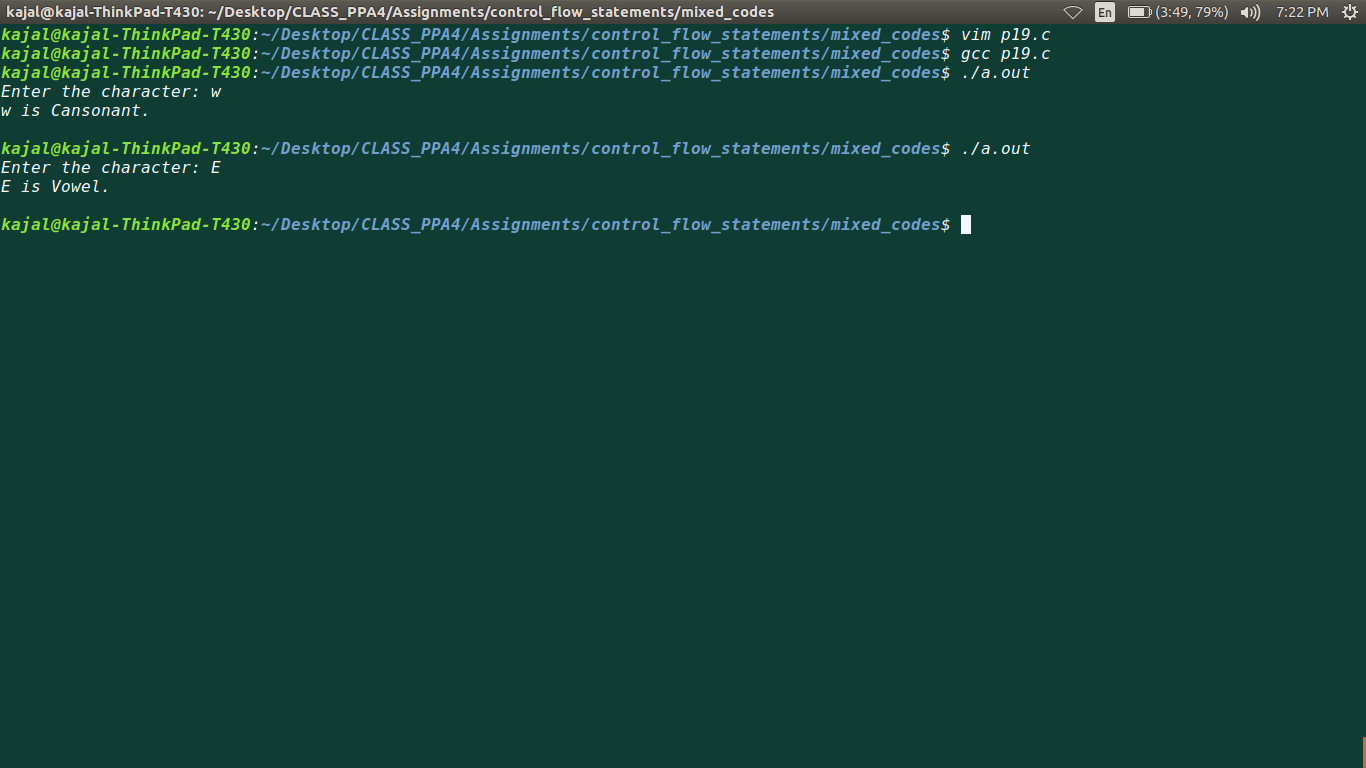 kajal@kajal-ThinkPad-T430: ~/Desktop/CLASS_PPA4/Assignments/control_flow_statements/mixed_codes En (3:49, 79%) 7:22 PM
kajal@kajal-ThinkPad-T430:~/Desktop/CLASS_PPA4/Assignments/control_flow_statements/mixed_codes$ vim p19.c
kajal@kajal-ThinkPad-T430:~/Desktop/CLASS_PPA4/Assignments/control_flow_statements/mixed_codes$ gcc p19.c
kajal@kajal-ThinkPad-T430:~/Desktop/CLASS_PPA4/Assignments/control_flow_statements/mixed_codes$ ./a.out
Enter the character: w
w is Cansonant.
kajal@kajal-ThinkPad-T430:~/Desktop/CLASS_PPA4/Assignments/control_flow_statements/mixed_codes$ ./a.out
Enter the character: E
E is Vowel.
kajal@kajal-ThinkPad-T430:~/Desktop/CLASS_PPA4/Assignments/control_flow_statements/mixed_codes$